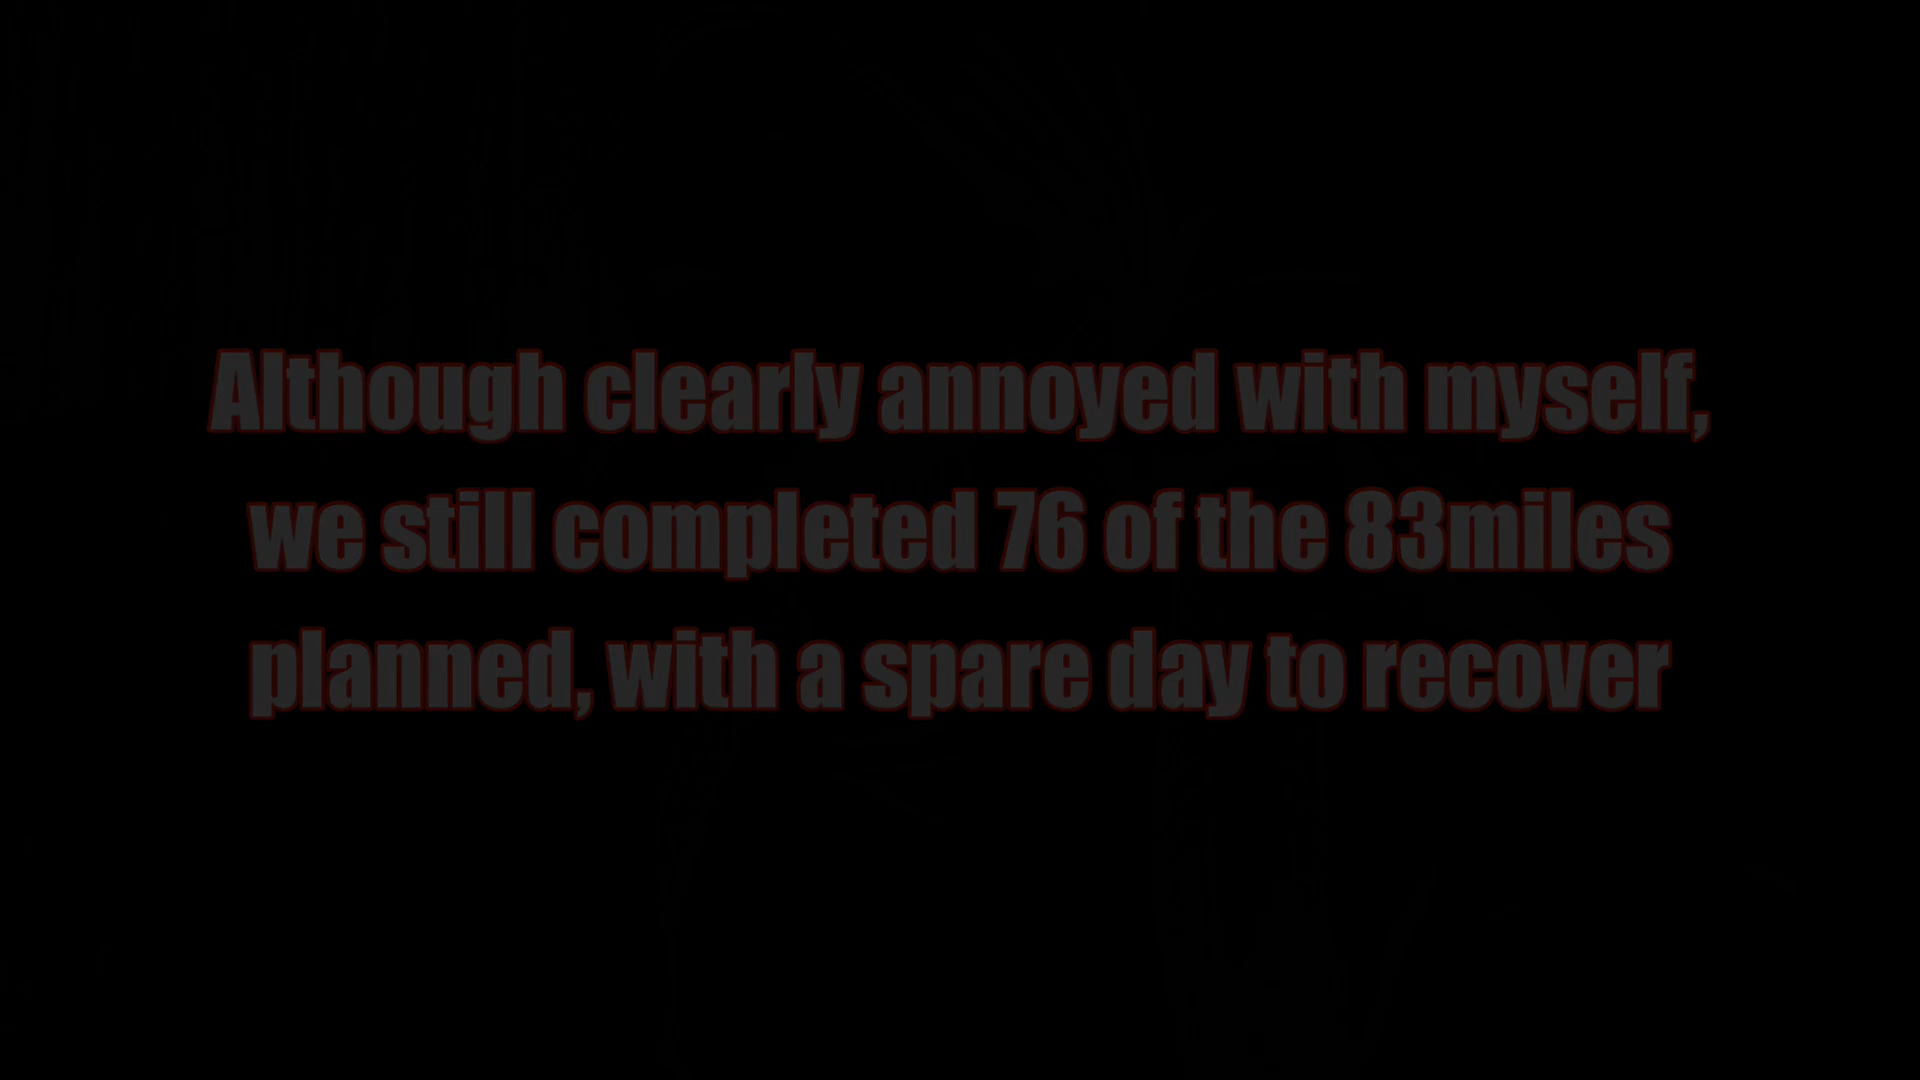 Although clearly annoyed with myself,
we still completed 76 of the 83miles
planned, with a spare day to recover